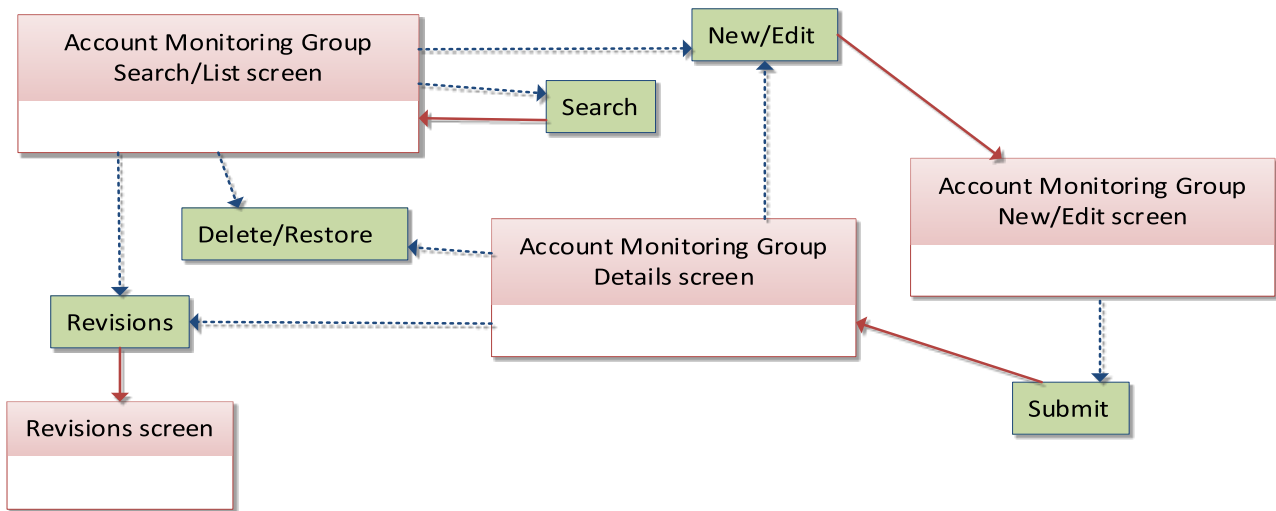 Account Monitoring Group
Search/List screen
New/Edit
Search
Account Monitoring Group
New/Edit screen
Delete/Restore
Account Monitoring Group
Details screen
Revisions
Submit
Revisions screen